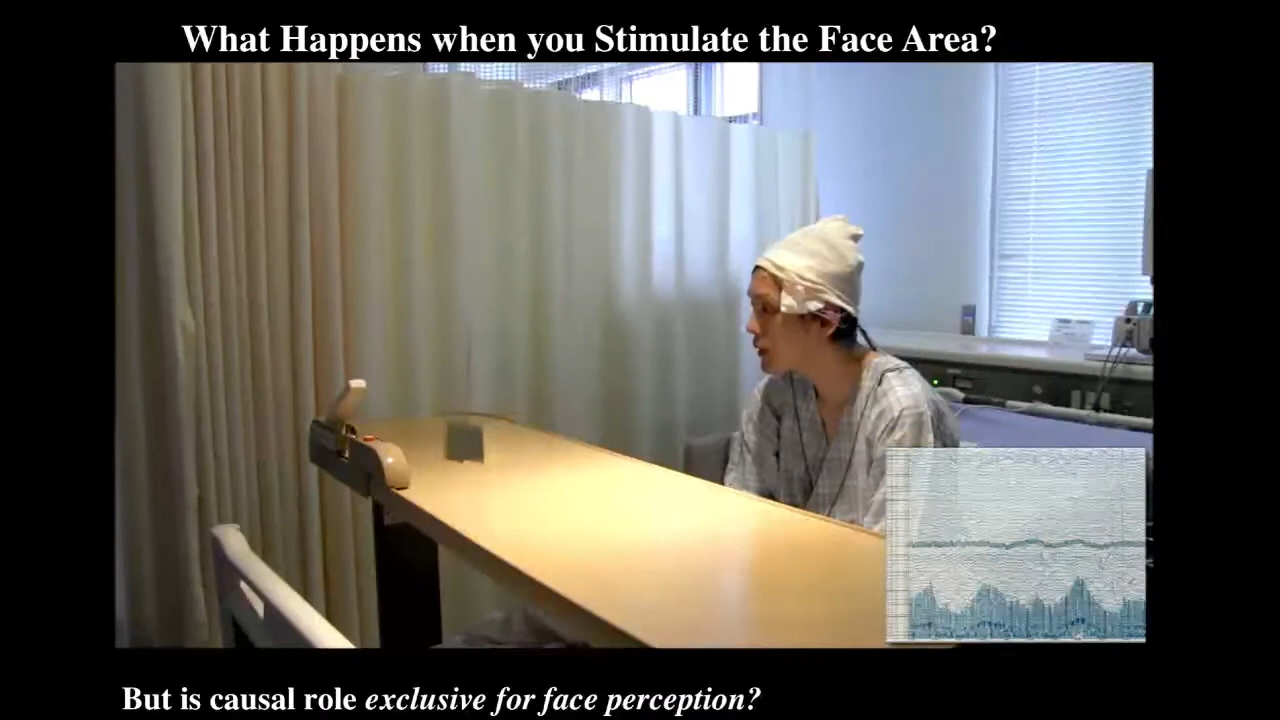 What Happens when you Stimulate the Face Area?
But is causal role exclusive for face perception?